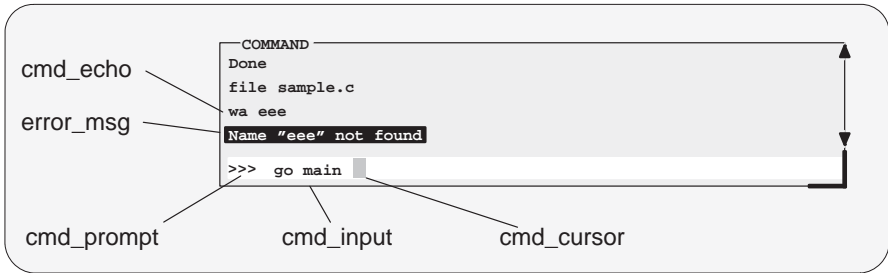 COMMAND
Done
cmd_echo
file sample.c
wa eee
error_msg
Name "eee" not found
>>> go main
cmd_prompt cmd_input cmd_cursor